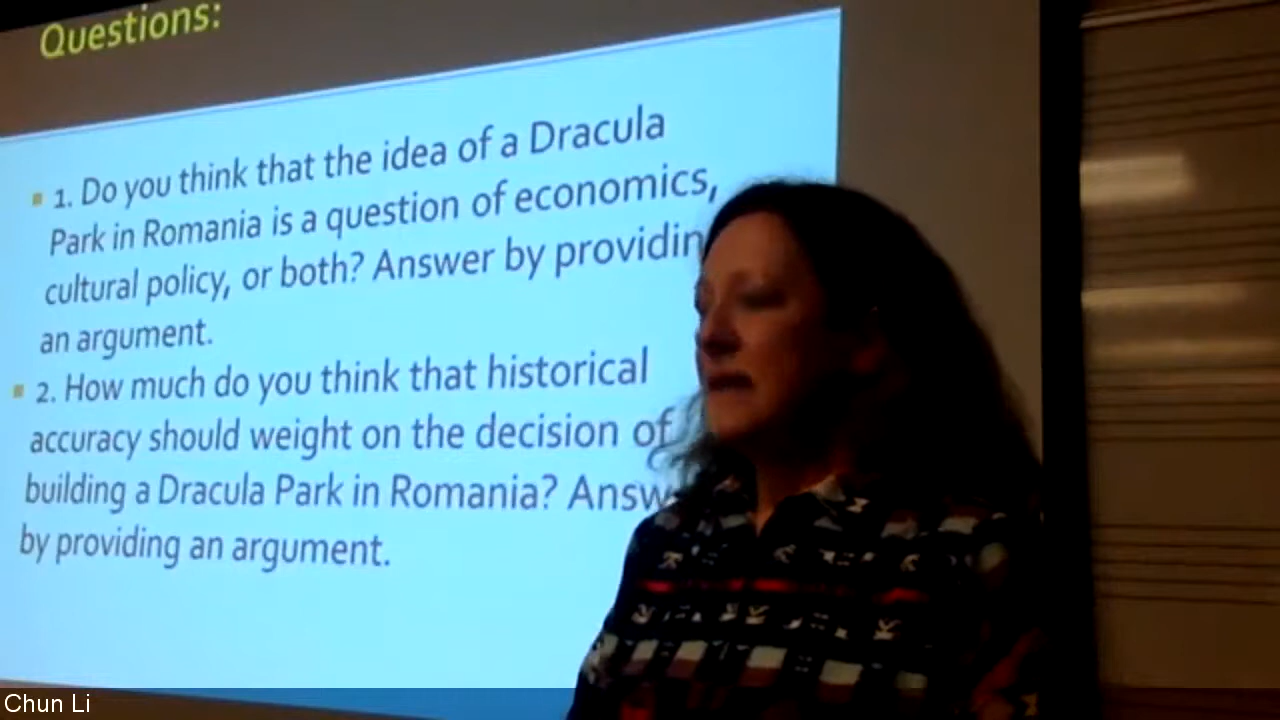 Questions:
1. Do you think that the idea of a Dracula
Park in Romania is a question of economics,
cultural policy, or both? Answer by providin
an argument.
2. How much do you think that historical
accuracy should weight on the decision of
building a Dracula Park in Romania? Answ
by providing an argument.
Chun Li